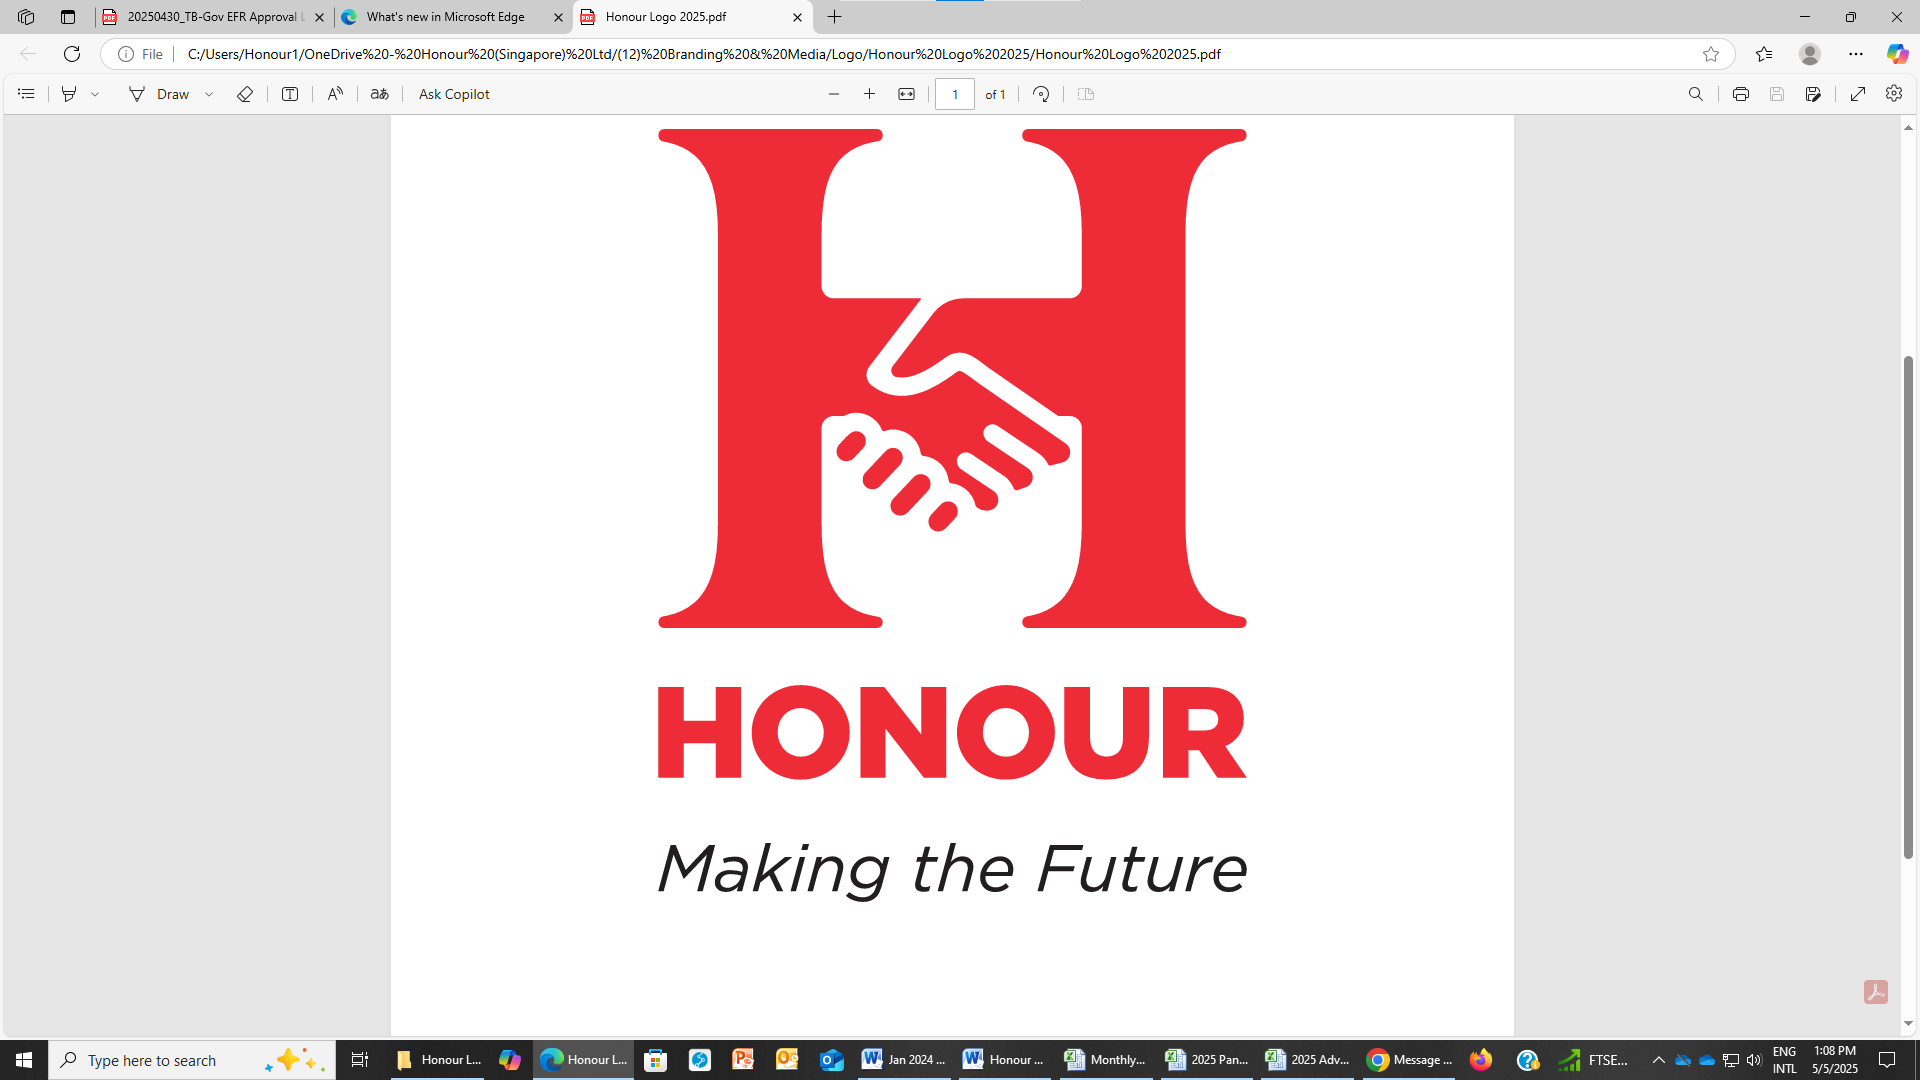 20250430_TB-Gov EFR Approval
What's new in Microsoft Edge
Honour Logo 2025.pdf
File
C:/Users/Honour1/OneDrive%20-%20Honour%20(Singapore)%20Ltd/(12)%20Branding%20&%20Media/Logo/Honour%20Logo%202025/Honour%20Logo%202025.pdf
Draw
Ask Copilot
1 of 1
H
HONOUR
Making the Future
Type here to search
Honour L...
Honour L...
Jan 2024 ...
Honour ...
Monthly...
2025 Pan...
2025 Adv...
Message ...
FTSE...
ENG
INTL
1:08 PM
5/5/2025